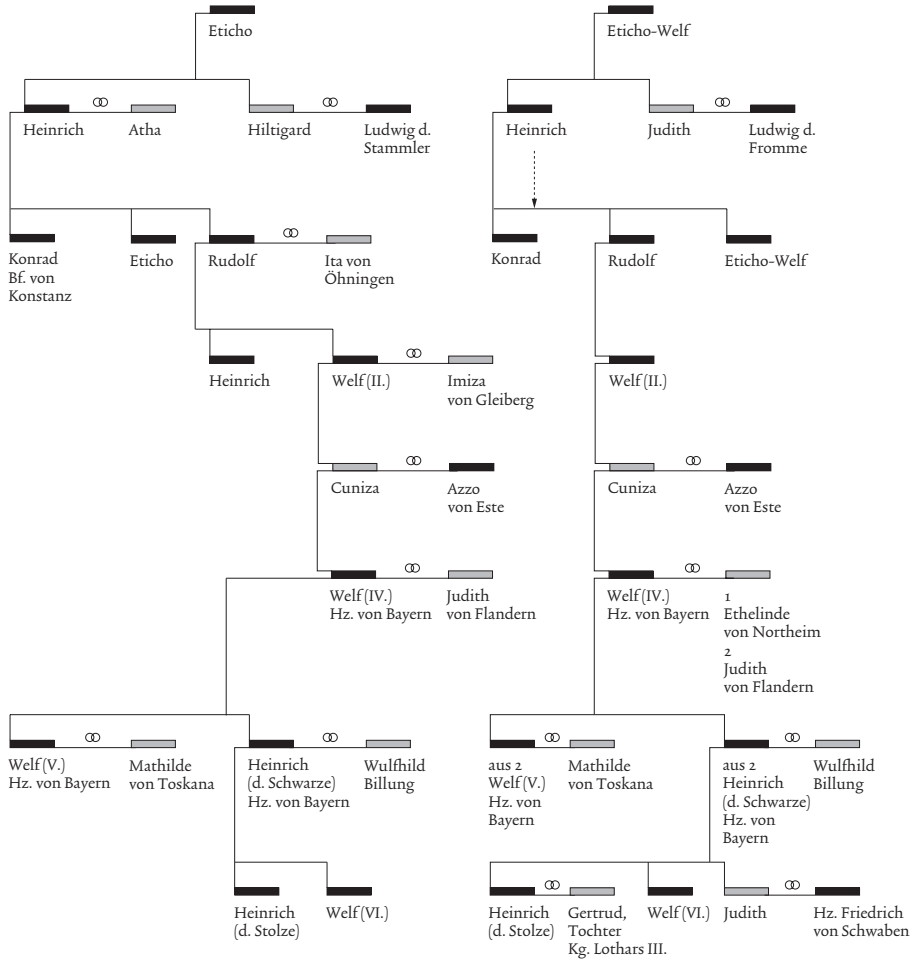 Eticho
Heinrich
Atha
Hiltigard
Ludwig d.
Stammler
Konrad
Bf. von
Konstanz
Eticho
Rudolf
Ita von
Öhningen
Heinrich
Welf (II.)
Imiza
von Gleiberg
Cuniza
Azzo
von Este
Welf (IV.)
Hz. von Bayern
Judith
von Flandern
Welf (V.)
Hz. von Bayern
Mathilde
von Toskana
Heinrich
(d. Schwarze)
Hz. von Bayern
Wulfhild
Billung
Heinrich
(d. Stolze)
Welf (VI.)
Eticho-Welf
Heinrich
Judith
Ludwig d.
Fromme
Konrad
Rudolf
Eticho-Welf
Welf (II.)
Cuniza
Azzo
von Este
Welf (IV.)
Hz. von Bayern
1
Ethelinde
von Northeim
2
Judith
von Flandern
aus 2
Welf (V.)
Hz. von
Bayern
Mathilde
von Toskana
aus 2
Heinrich
(d. Schwarze)
Hz. von
Bayern
Wulfhild
Billung
Heinrich
(d. Stolze)
Gertrud,
Tochter
Kg. Lothars III.
Welf (VI.)
Judith
Hz. Friedrich
von Schwaben